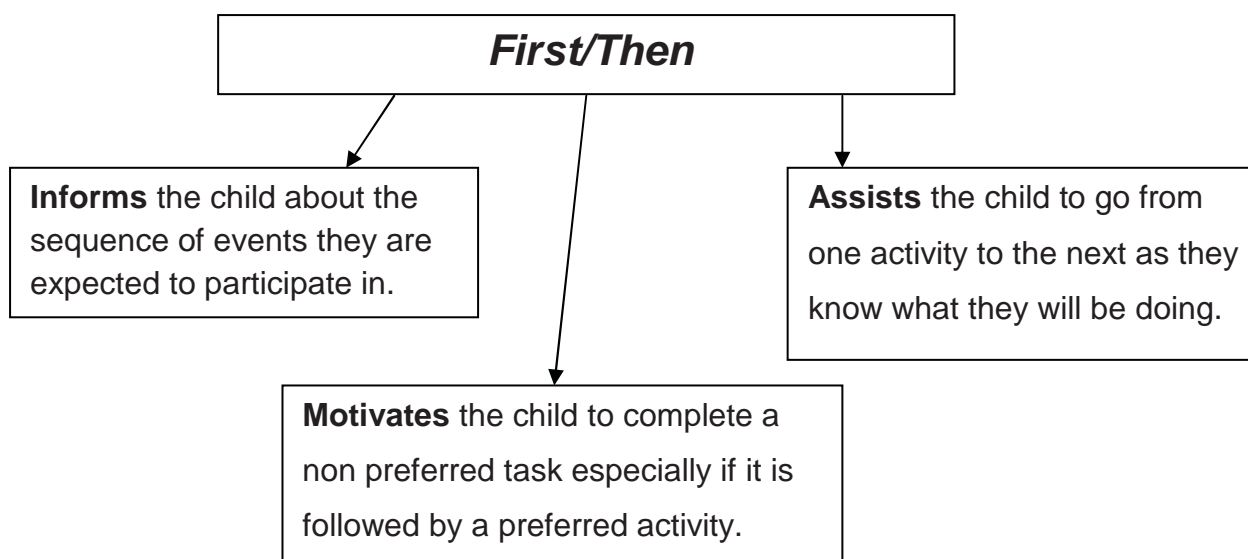 First/Then
Informs the child about the
sequence of events they are
expected to participate in.
Assists the child to go from
one activity to the next as they
know what they will be doing.
Motivates the child to complete a
non preferred task especially if it is
followed by a preferred activity.